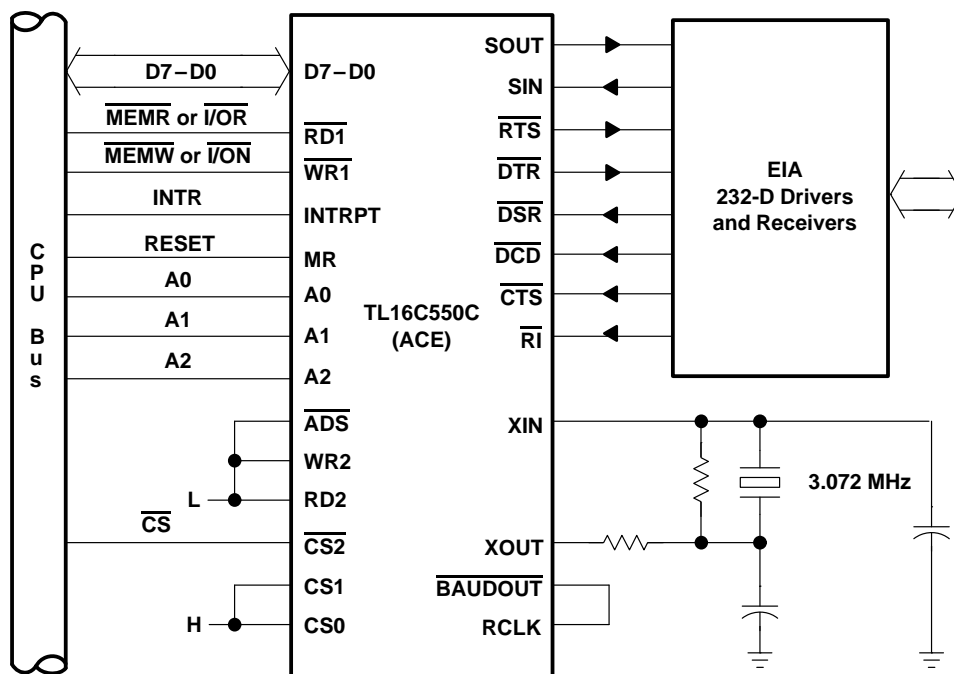 CPU Bus
D7–D0
MEMR or I/OR
MEMW or I/ON
INTR
RESET
A0
A1
A2
L
CS
H
D7–D0
RD1
WR1
INTRPT
MR
A0
A1
A2
ADS
WR2
RD2
CS2
CS1
CS0
TL16C550C
(ACE)
SOUT
SIN
RTS
DTR
DSR
DCD
CTS
RI
XIN
XOUT
BAUDOUT
RCLK
EIA
232-D Drivers
and Receivers
3.072 MHz